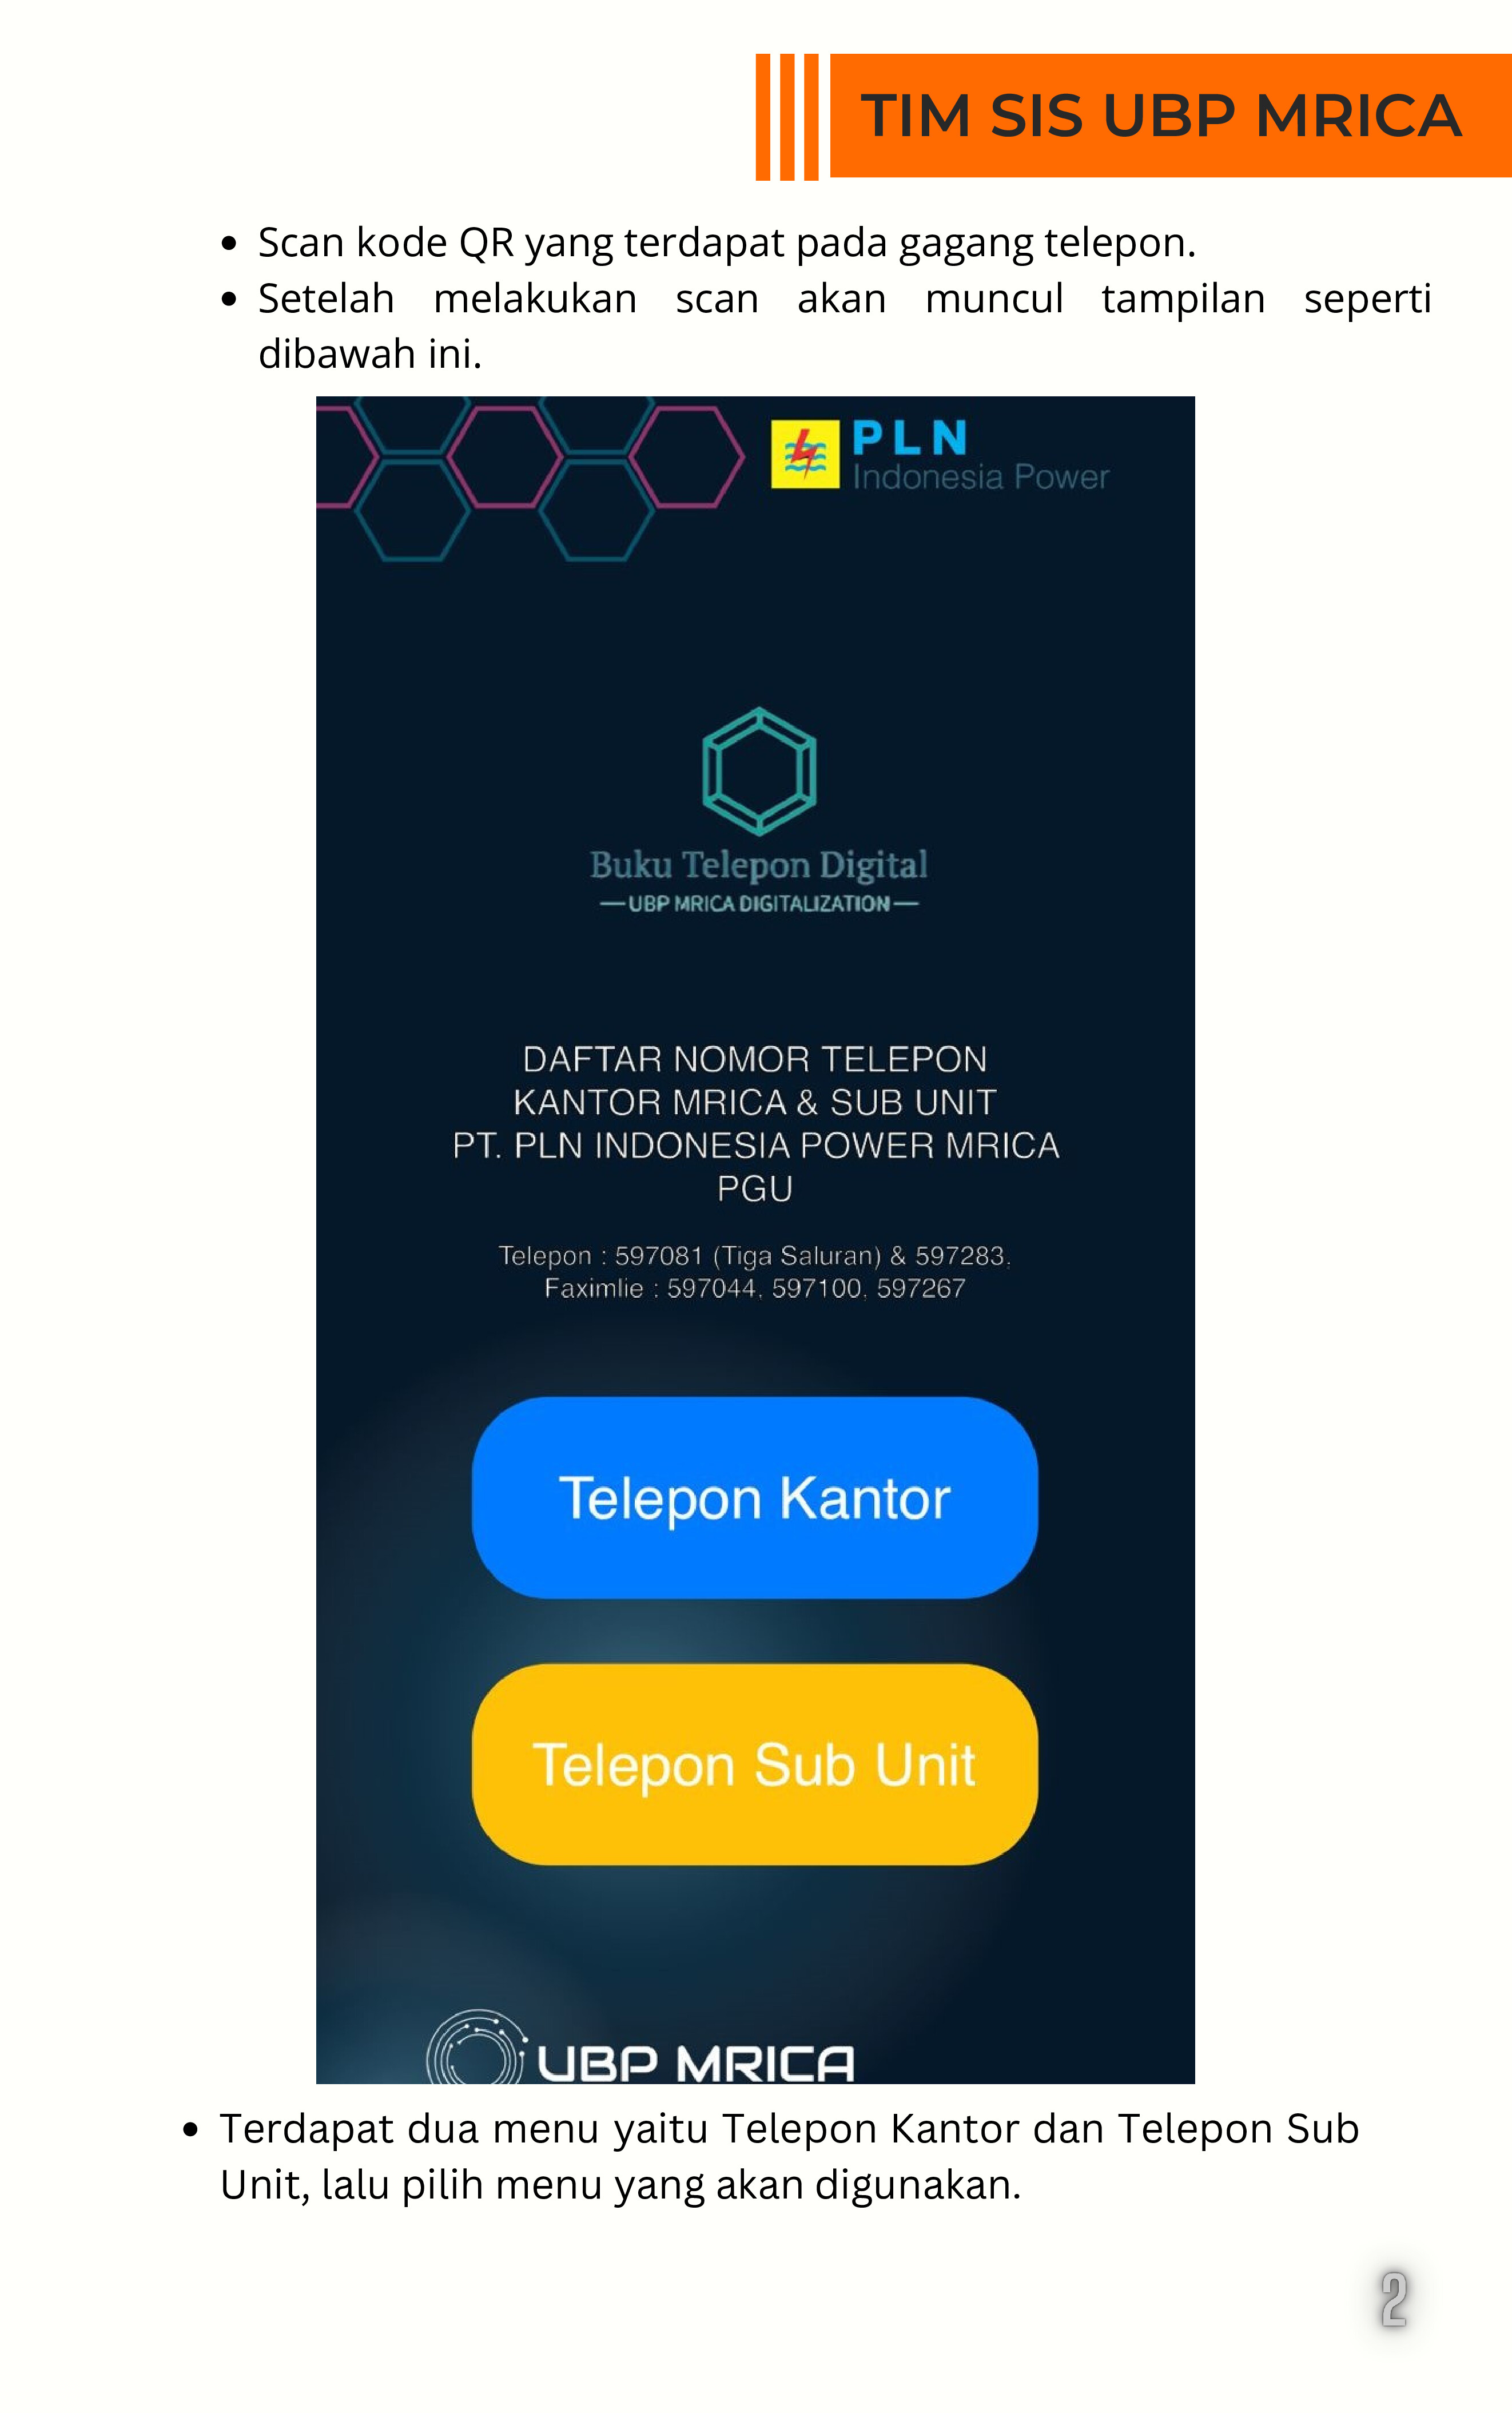 TIM SIS UBP MRICA
• Scan kode QR yang terdapat pada gagang telepon.
• Setelah melakukan scan akan muncul tampilan seperti
dibawah ini.
PLN
Indonesia Power
Buku Telepon Digital
—UBP MRICA DIGITALIZATION—
DAFTAR NOMOR TELEPON
KANTOR MRICA & SUB UNIT
PT. PLN INDONESIA POWER MRICA
PGU
Telepon : 597081 (Tiga Saluran) & 597283.
Faximlie : 597044, 597100, 597267
Telepon Kantor
Telepon Sub Unit
UBP MRICA
• Terdapat dua menu yaitu Telepon Kantor dan Telepon Sub
Unit, lalu pilih menu yang akan digunakan.
2